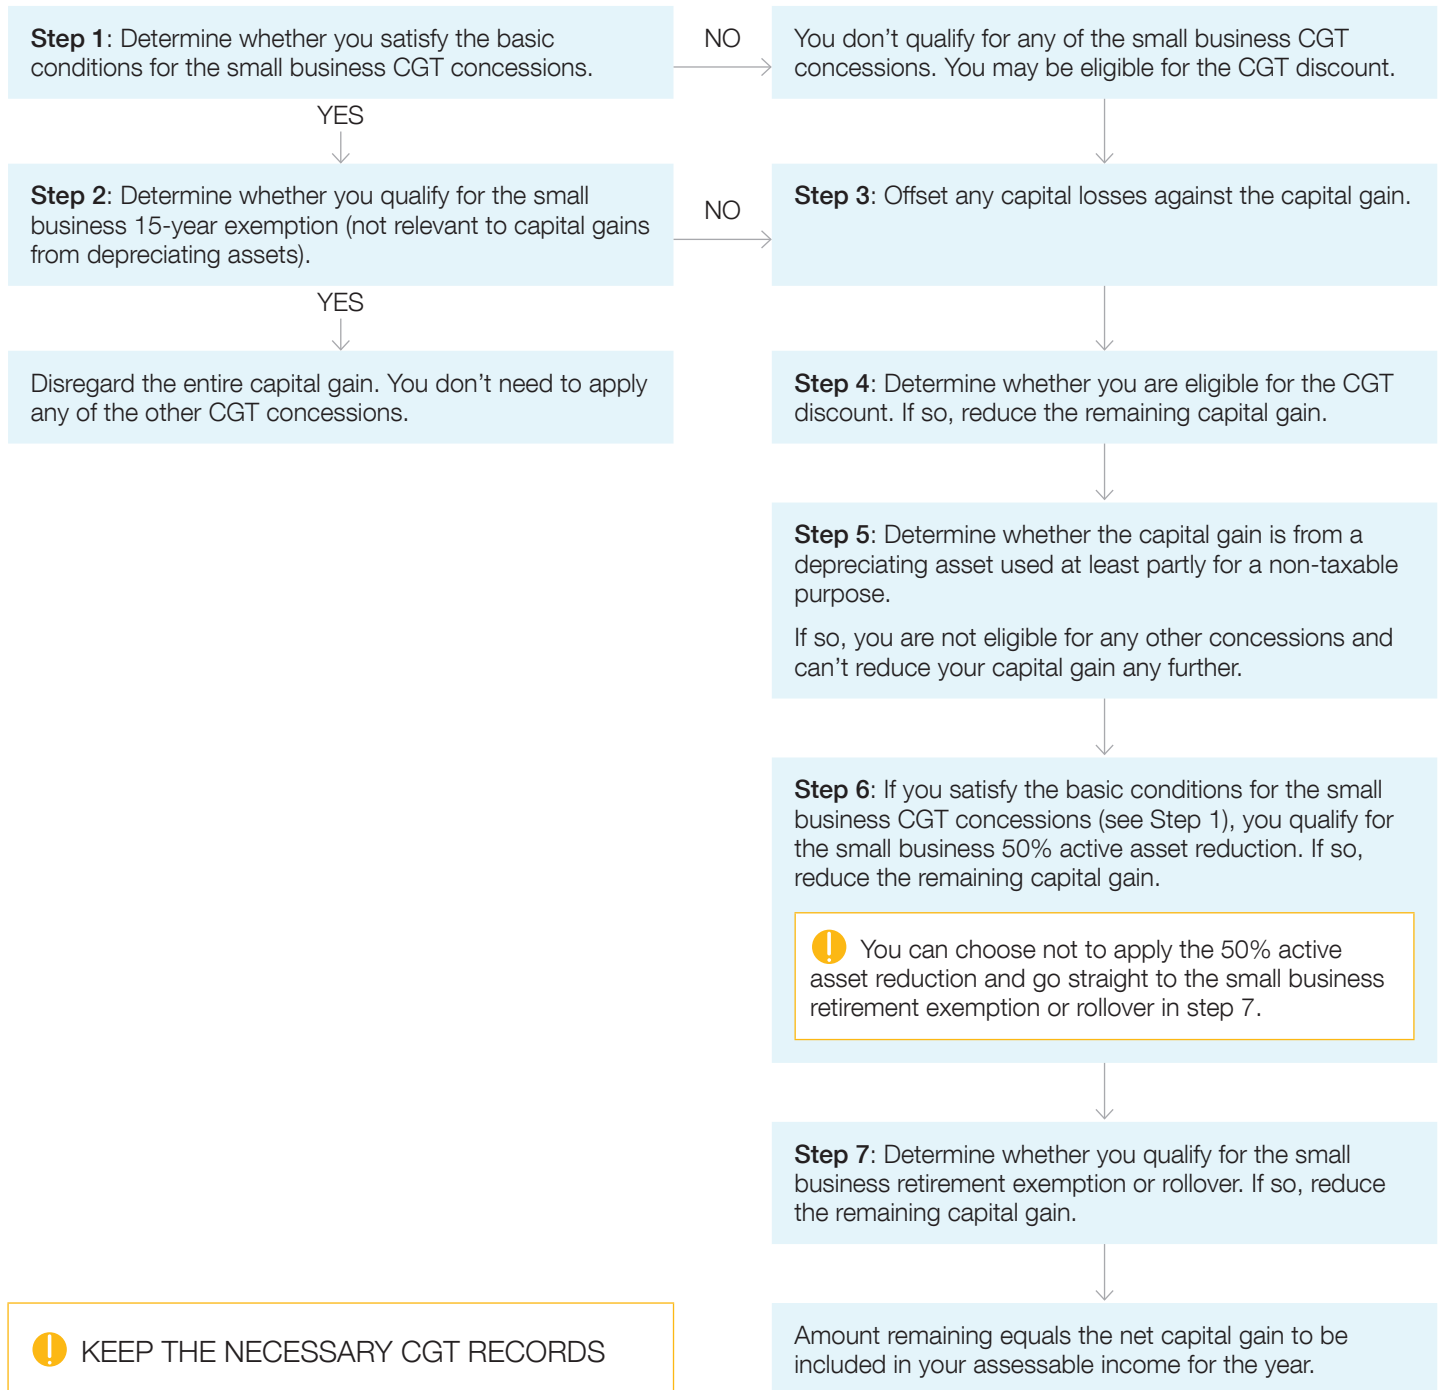 Step 1: Determine whether you satisfy the basic
conditions for the small business CGT concessions.
NO
You don’t qualify for any of the small business CGT
concessions. You may be eligible for the CGT discount.
YES
Step 2: Determine whether you qualify for the small
business 15-year exemption (not relevant to capital gains
from depreciating assets).
NO
Step 3: Offset any capital losses against the capital gain.
YES
Disregard the entire capital gain. You don’t need to apply
any of the other CGT concessions.
Step 4: Determine whether you are eligible for the CGT
discount. If so, reduce the remaining capital gain.
Step 5: Determine whether the capital gain is from a
depreciating asset used at least partly for a non-taxable
purpose.
If so, you are not eligible for any other concessions and
can’t reduce your capital gain any further.
Step 6: If you satisfy the basic conditions for the small
business CGT concessions (see Step 1), you qualify for
the small business 50% active asset reduction. If so,
reduce the remaining capital gain.
You can choose not to apply the 50% active
asset reduction and go straight to the small business
retirement exemption or rollover in step 7.
Step 7: Determine whether you qualify for the small
business retirement exemption or rollover. If so, reduce
the remaining capital gain.
KEEP THE NECESSARY CGT RECORDS
Amount remaining equals the net capital gain to be
included in your assessable income for the year.